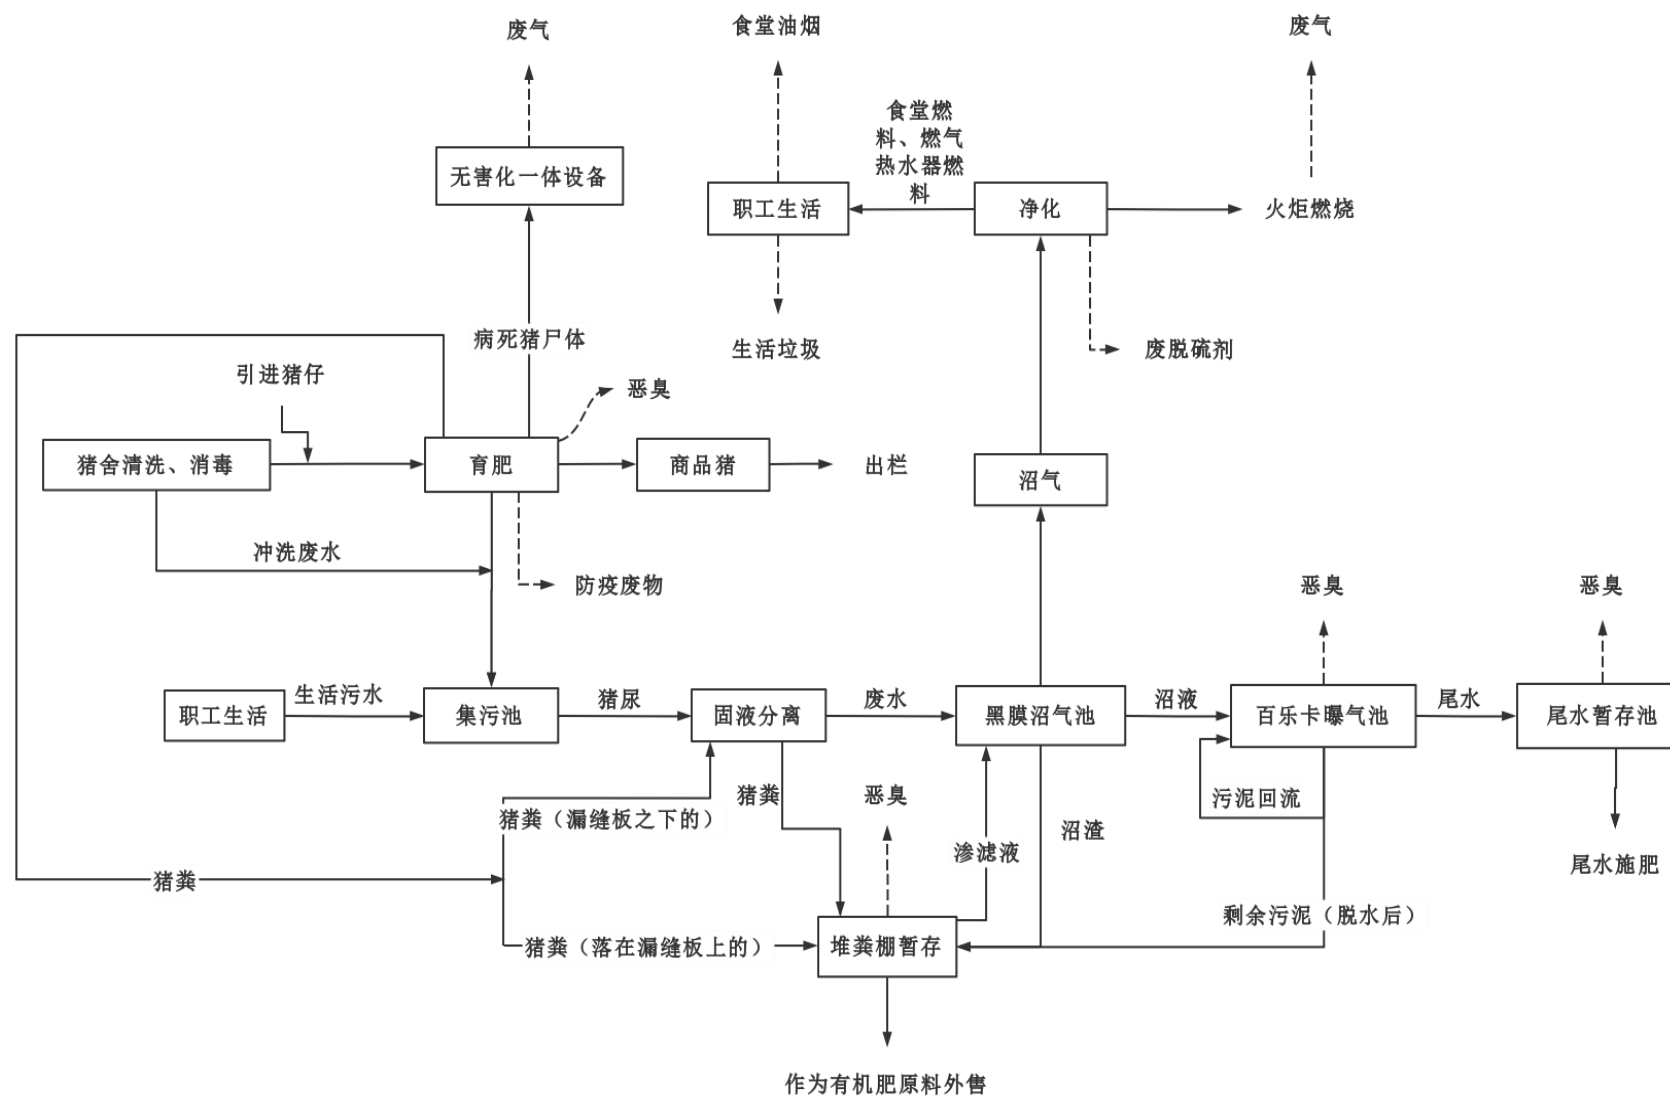 废气
食堂油烟
废气
食堂燃
料、燃气
热水器燃
料
无害化一体设备
职工生活
净化
火炬燃烧
病死猪尸体
生活垃圾
废脱硫剂
引进猪仔
恶臭
猪舍清洗、消毒
育肥
商品猪
出栏
沼气
冲洗废水
防疫废物
恶臭
恶臭
职工生活
生活污水
集污池
猪尿
固液分离
废水
黑膜沼气池
沼液
百乐卡曝气池
尾水
尾水暂存池
猪粪
恶臭
污泥回流
猪粪（漏缝板之下的）
沼渣
渗滤液
尾水施肥
猪粪
剩余污泥（脱水后）
猪粪（落在漏缝板上的）
堆粪棚暂存
作为有机肥原料外售